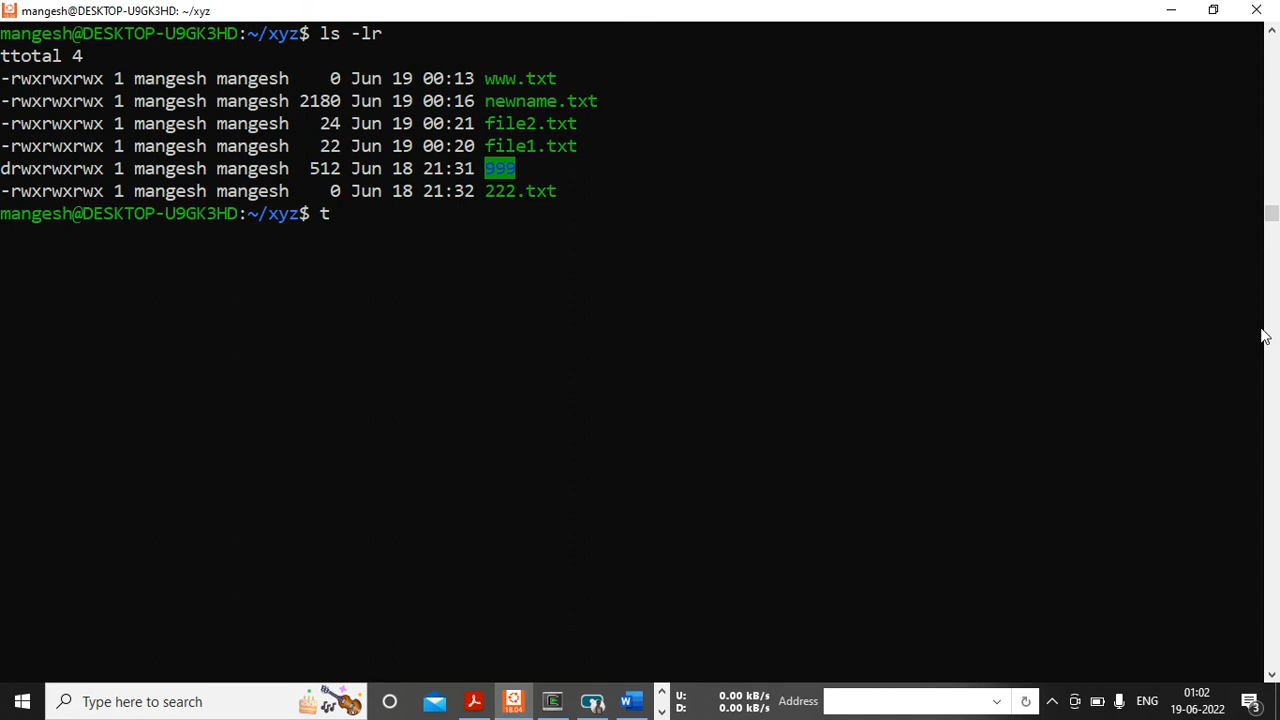 mangesh@DESKTOP-U9GK3HD: ~/xyz
mangesh@DESKTOP-U9GK3HD:~/xyz$ ls -lr
ttotal 4
-rwxrwxrwx 1 mangesh mangesh    0 Jun 19 00:13 www.txt
-rwxrwxrwx 1 mangesh mangesh 2180 Jun 19 00:16 newname.txt
-rwxrwxrwx 1 mangesh mangesh   24 Jun 19 00:21 file2.txt
-rwxrwxrwx 1 mangesh mangesh   22 Jun 19 00:20 file1.txt
drwxrwxrwx 1 mangesh mangesh  512 Jun 18 21:31 999
-rwxrwxrwx 1 mangesh mangesh    0 Jun 18 21:32 222.txt
mangesh@DESKTOP-U9GK3HD:~/xyz$ t
Type here to search
18.04
U: 0.00 kB/s
D: 0.00 kB/s
Address
ENG
01:02
19-06-2022
3